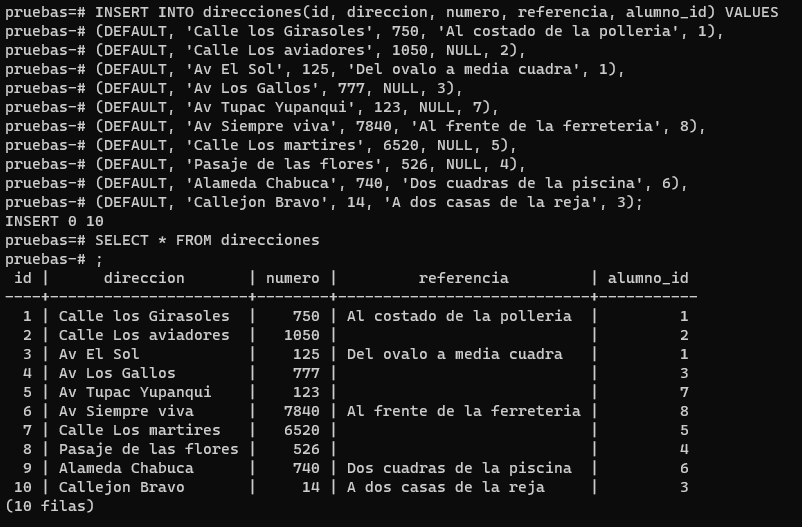 pruebas=# INSERT INTO direcciones(id, direccion, numero, referencia, alumno_id) VALUES
pruebas-# (DEFAULT, 'Calle los Girasoles', 750, 'Al costado de la polleria', 1),
pruebas-# (DEFAULT, 'Calle Los aviadores', 1050, NULL, 2),
pruebas-# (DEFAULT, 'Av El Sol', 125, 'Del ovalo a media cuadra', 1),
pruebas-# (DEFAULT, 'Av Los Gallos', 777, NULL, 3),
pruebas-# (DEFAULT, 'Av Tupac Yupanqui', 123, NULL, 7),
pruebas-# (DEFAULT, 'Av Siempre viva', 7840, 'Al frente de la ferreteria', 8),
pruebas-# (DEFAULT, 'Calle Los martires', 6520, NULL, 5),
pruebas-# (DEFAULT, 'Pasaje de las flores', 526, NULL, 4),
pruebas-# (DEFAULT, 'Alameda Chabuca', 740, 'Dos cuadras de la piscina', 6),
pruebas-# (DEFAULT, 'Callejon Bravo', 14, 'A dos casas de la reja', 3);
INSERT 0 10
pruebas=# SELECT * FROM direcciones
pruebas-# ;
 id |      direccion       | numero |         referencia         | alumno_id
----+----------------------+--------+----------------------------+-----------
  1 | Calle los Girasoles  |    750 | Al costado de la polleria  |         1
  2 | Calle Los aviadores  |   1050 |                            |         2
  3 | Av El Sol            |    125 | Del ovalo a media cuadra   |         1
  4 | Av Los Gallos        |    777 |                            |         3
  5 | Av Tupac Yupanqui    |    123 |                            |         7
  6 | Av Siempre viva      |   7840 | Al frente de la ferreteria |         8
  7 | Calle Los martires   |   6520 |                            |         5
  8 | Pasaje de las flores |    526 |                            |         4
  9 | Alameda Chabuca      |    740 | Dos cuadras de la piscina  |         6
 10 | Callejon Bravo       |     14 | A dos casas de la reja     |         3
(10 filas)